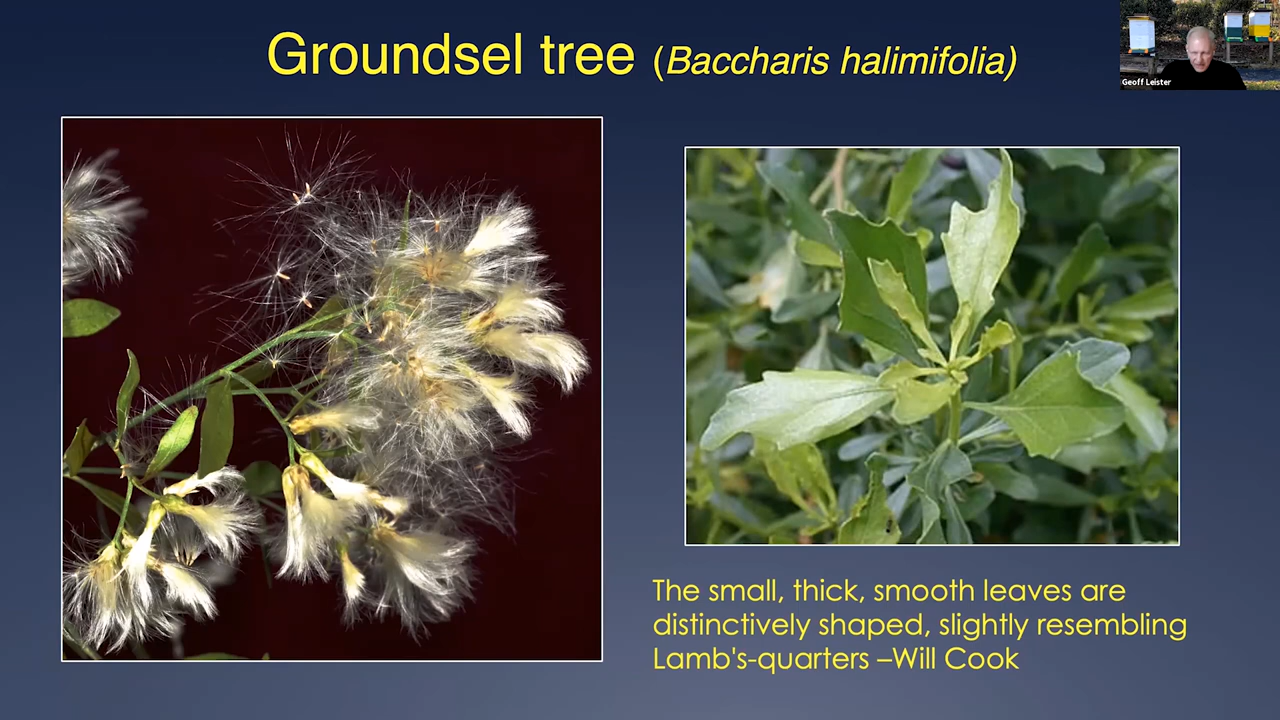 Groundsel tree (Baccharis halimifolia)
Geoff Leister
The small, thick, smooth leaves are
distinctively shaped, slightly resembling
Lamb's-quarters –Will Cook